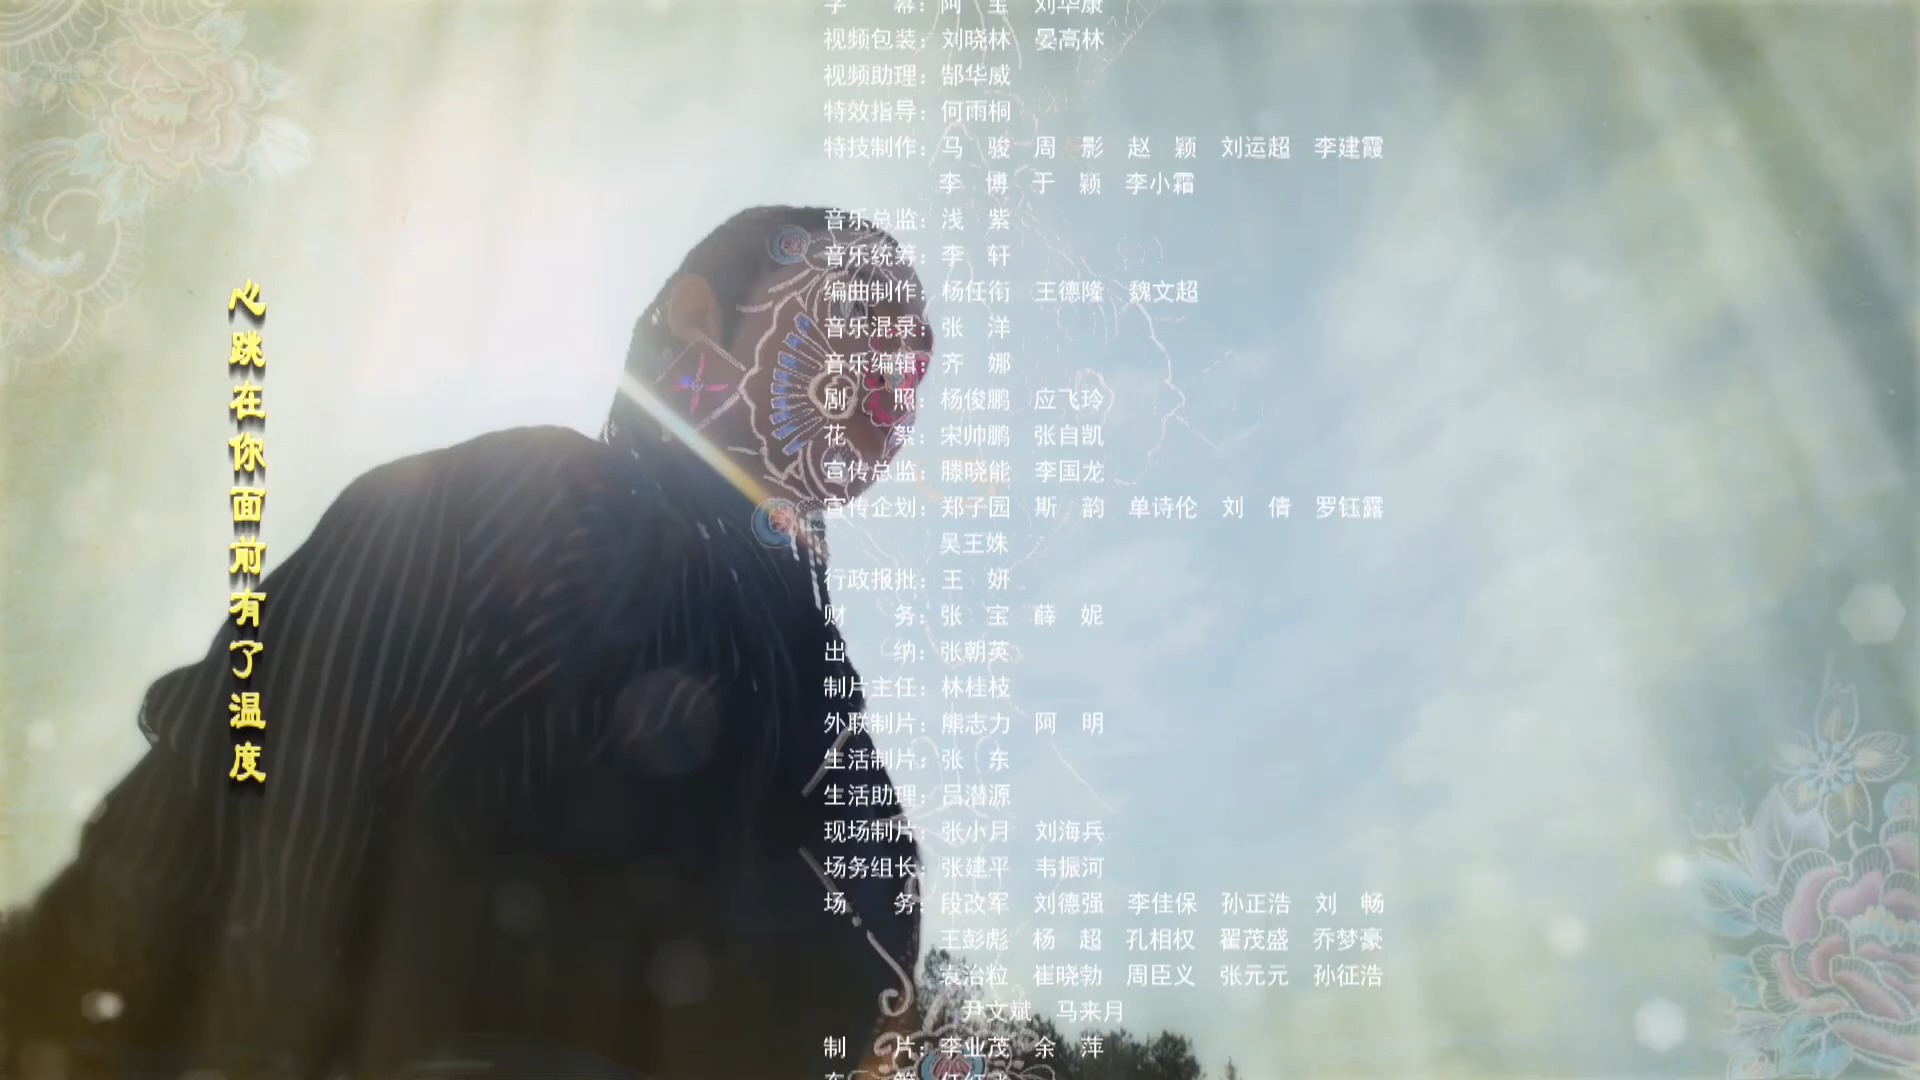 心跳在你面前有了温度
字 幕：阿 宝 刘华康
视频包装：刘晓林 晏高林
视频助理：郜华威
特效指导：何雨桐
特技制作：马 骏 周 影 赵 颖 刘运超 李建霞
李 博 于 颖 李小霜
音乐总监：浅 紫
音乐统筹：李 轩
编曲制作：杨任衔 王德隆 魏文超
音乐混录：张 洋
音乐编辑：齐 娜
剧 照：杨俊鹏 应飞玲
花 絮：宋帅鹏 张自凯
宣传总监：滕晓能 李国龙
宣传企划：郑子园 斯 韵 单诗伦 刘 倩 罗钰露
吴王姝
行政报批：王 妍
财 务：张 宝 薛 妮
出 纳：张朝英
制片主任：林桂枝
外联制片：熊志力 阿 明
生活制片：张 东
生活助理：吕潜源
现场制片：张小月 刘海兵
场务组长：张建平 韦振河
场 务：段改军 刘德强 李佳保 孙正浩 刘 畅
王彭彪 杨 超 孔相权 翟茂盛 乔梦豪
袁治粒 崔晓勃 周臣义 张元元 孙征浩
尹文斌 马来月
制 片：李业茂 余 萍